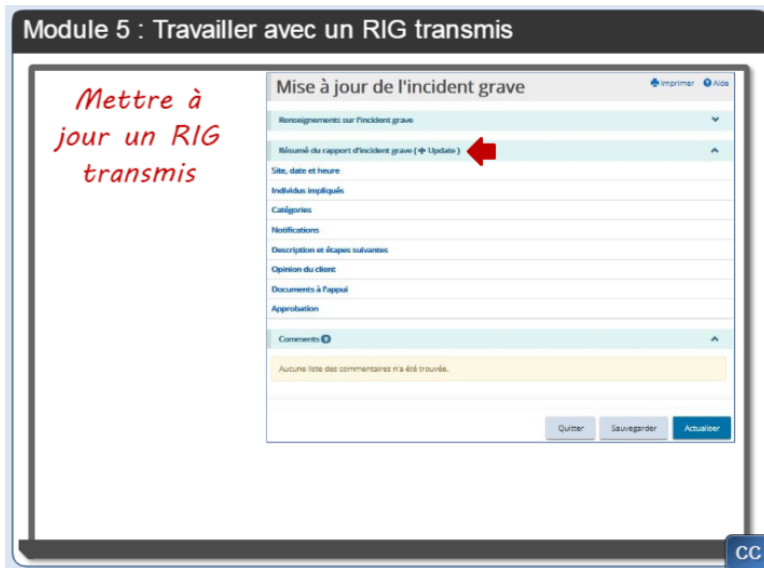 Module 5 : Travailler avec un RIG transmis
Mettre à
jour un RIG
transmis
Mise à jour de l'incident grave
Imprimer Aide
Renseignements sur l'incident grave
Résumé du rapport d'incident grave ( + Update )
Site, date et heure
Individus impliqués
Catégories
Notifications
Description et étapes suivantes
Opinion du client
Documents à l'appui
Approbation
Comments 0
Aucune liste des commentaires n'a été trouvée.
Quitter Sauvegarder Actualiser
CC